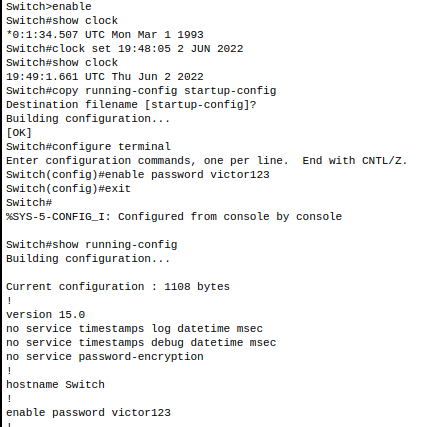 Switch>enable
Switch#show clock
*0:1:34.507 UTC Mon Mar 1 1993
Switch#clock set 19:48:05 2 JUN 2022
Switch#show clock
19:49:1.661 UTC Thu Jun 2 2022
Switch#copy running-config startup-config
Destination filename [startup-config]?
Building configuration...
[OK]
Switch#configure terminal
Enter configuration commands, one per line.  End with CNTL/Z.
Switch(config)#enable password victor123
Switch(config)#exit
Switch#
%SYS-5-CONFIG_I: Configured from console by console
Switch#show running-config
Building configuration...
Current configuration : 1108 bytes
!
version 15.0
no service timestamps log datetime msec
no service timestamps debug datetime msec
no service password-encryption
!
hostname Switch
!
enable password victor123
!